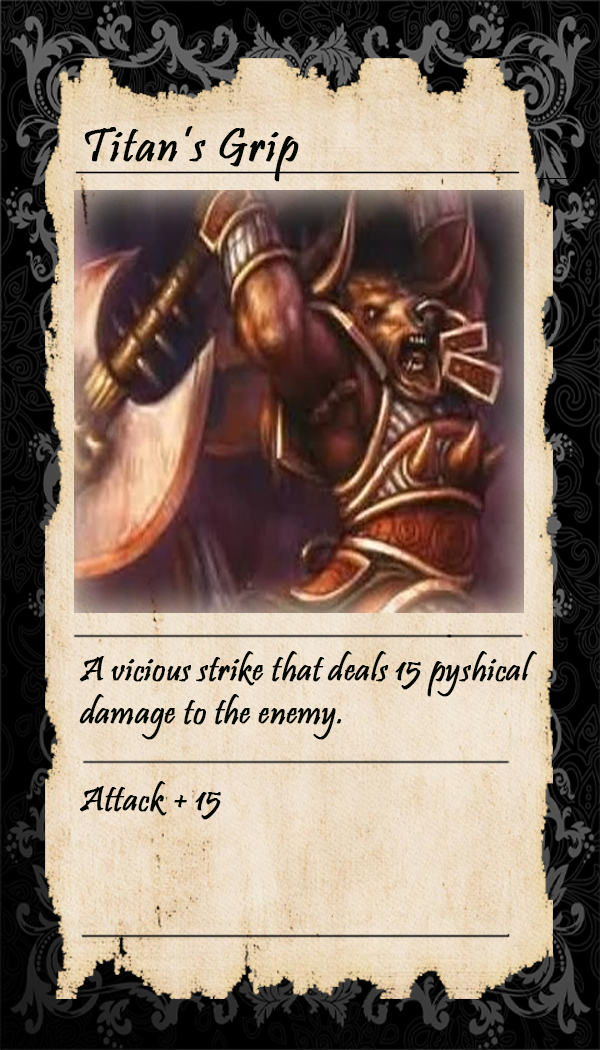 Titan's Grip
A vicious strike that deals 15 pyshical
damage to the enemy.
Attack + 15